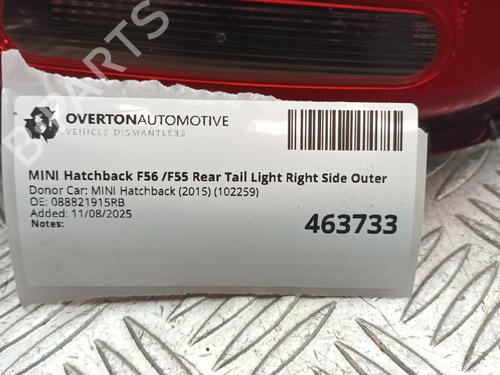 OVERTONAUTOMOTIVE
VEHICLE DISMANTLERS
MINI Hatchback F56 /F55 Rear Tail Light Right Side Outer
Donor Car: MINI Hatchback (2015) (102259)
OE: 088821915RB
Added: 11/08/2025
Notes:
463733
B-PARTS